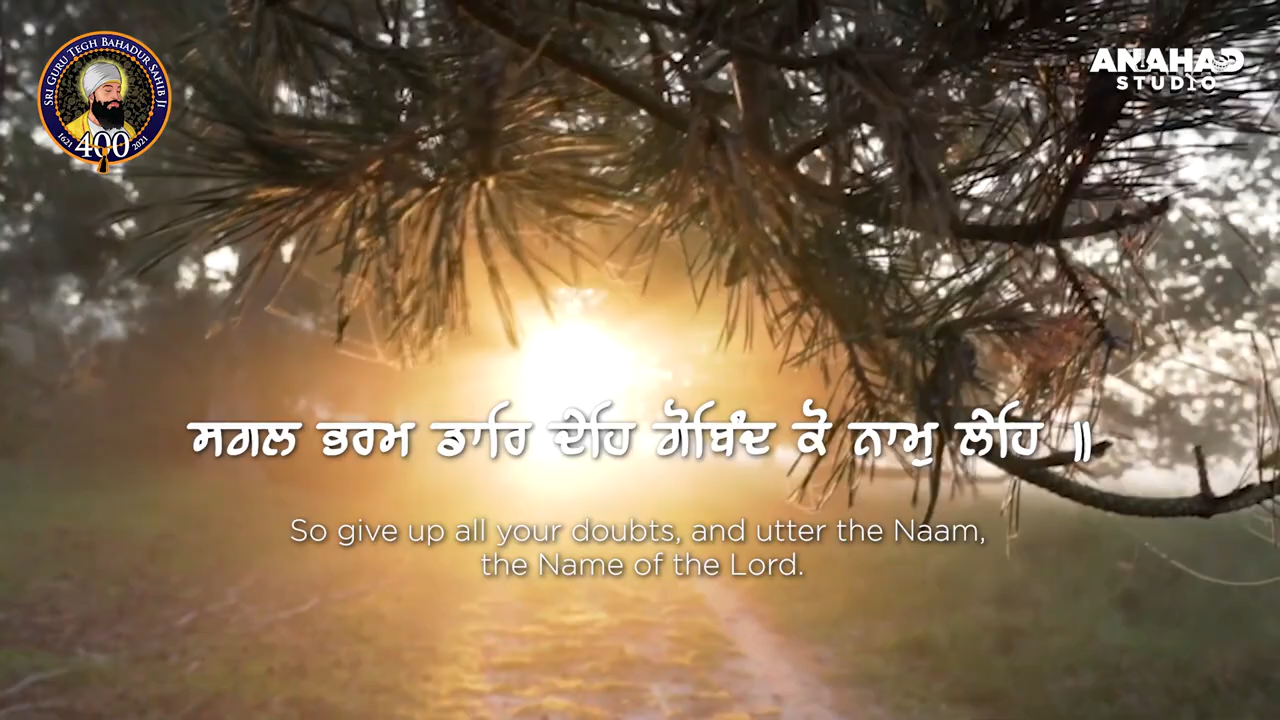 SRI GURU TEGH BAHADUR SAHIB JI
1621 400 2021
ANAHAD
STUDIO
ਸਗਲ ਭਰਮ ਡਾਰਿ ਦੇਹਿ ਗੋਬਿੰਦ ਕੋ ਨਾਮੁ ਲੇਹਿ ॥
So give up all your doubts, and utter the Naam,
the Name of the Lord.